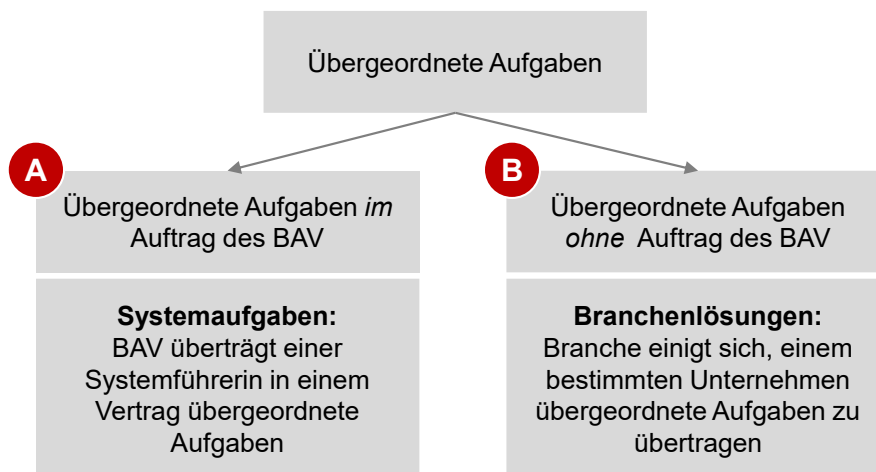 Übergeordnete Aufgaben
A
Übergeordnete Aufgaben im
Auftrag des BAV
Systemaufgaben:
BAV überträgt einer
Systemführerin in einem
Vertrag übergeordnete
Aufgaben
B
Übergeordnete Aufgaben
ohne Auftrag des BAV
Branchenlösungen:
Branche einigt sich, einem
bestimmten Unternehmen
übergeordnete Aufgaben zu
übertragen